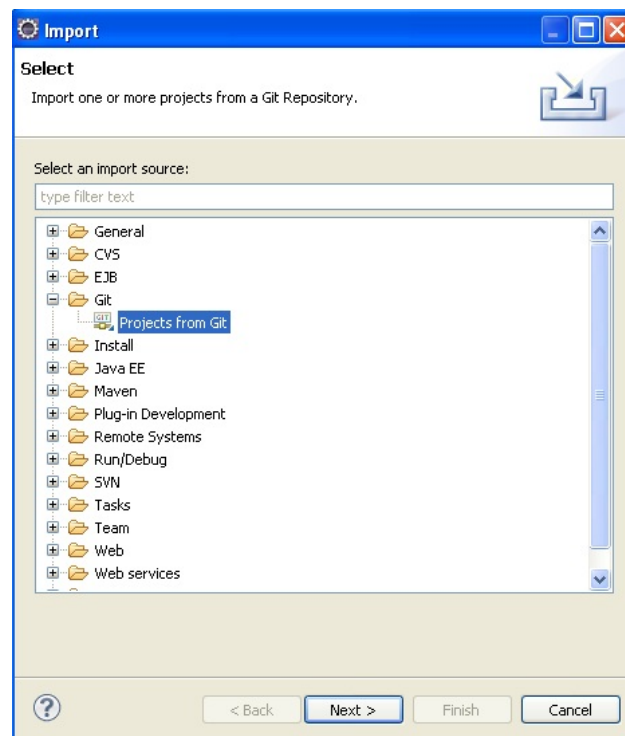 Import
Select
Import one or more projects from a Git Repository.
Select an import source:
type filter text
General
CVS
EJB
Git
GIT Projects from Git
Install
Java EE
Maven
Plug-in Development
Remote Systems
Run/Debug
SVN
Tasks
Team
Web
Web services
? < Back Next > Finish Cancel